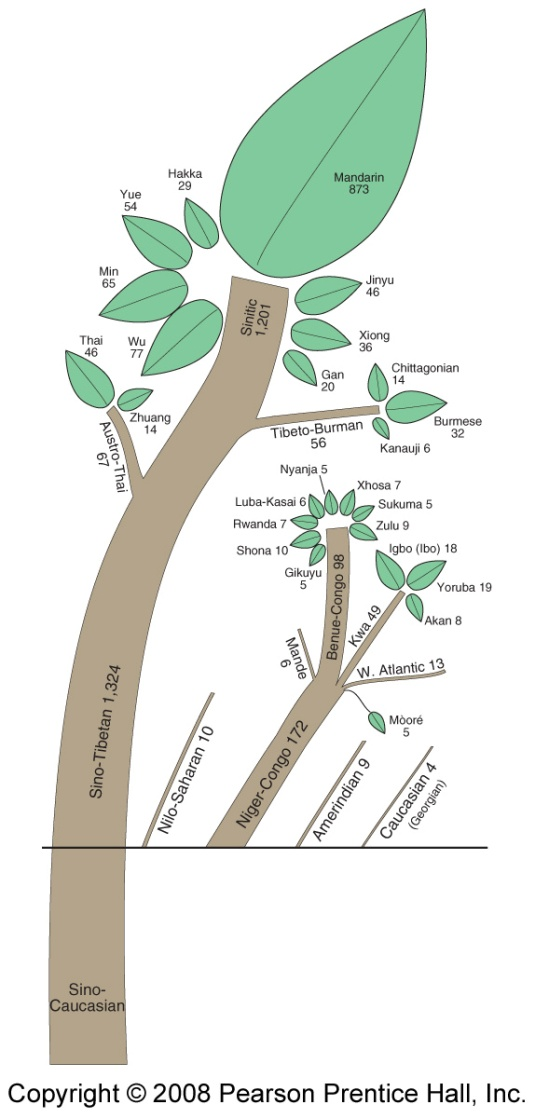 Mandarin
873
Hakka
29
Yue
54
Min
65
Wu
77
Thai
46
Zhuang
14
Austro-Thai
67
Sinitic
1,201
Jinyu
46
Xiong
36
Gan
20
Chittagonian
14
Burmese
32
Kanauji 6
Tibeto-Burman
56
Nyanja 5
Xhosa 7
Luba-Kasai 6
Sukuma 5
Rwanda 7
Zulu 9
Shona 10
Gikuyu
5
Igbo (Ibo) 18
Yoruba 19
Akan 8
Benue-Congo 98
Kwa 49
Mande
6
W. Atlantic 13
Mòoré
5
Sino-Tibetan 1,324
Nilo-Saharan 10
Niger-Congo 172
Amerindian 9
Caucasian 4
(Georgian)
Sino-
Caucasian
Copyright © 2008 Pearson Prentice Hall, Inc.